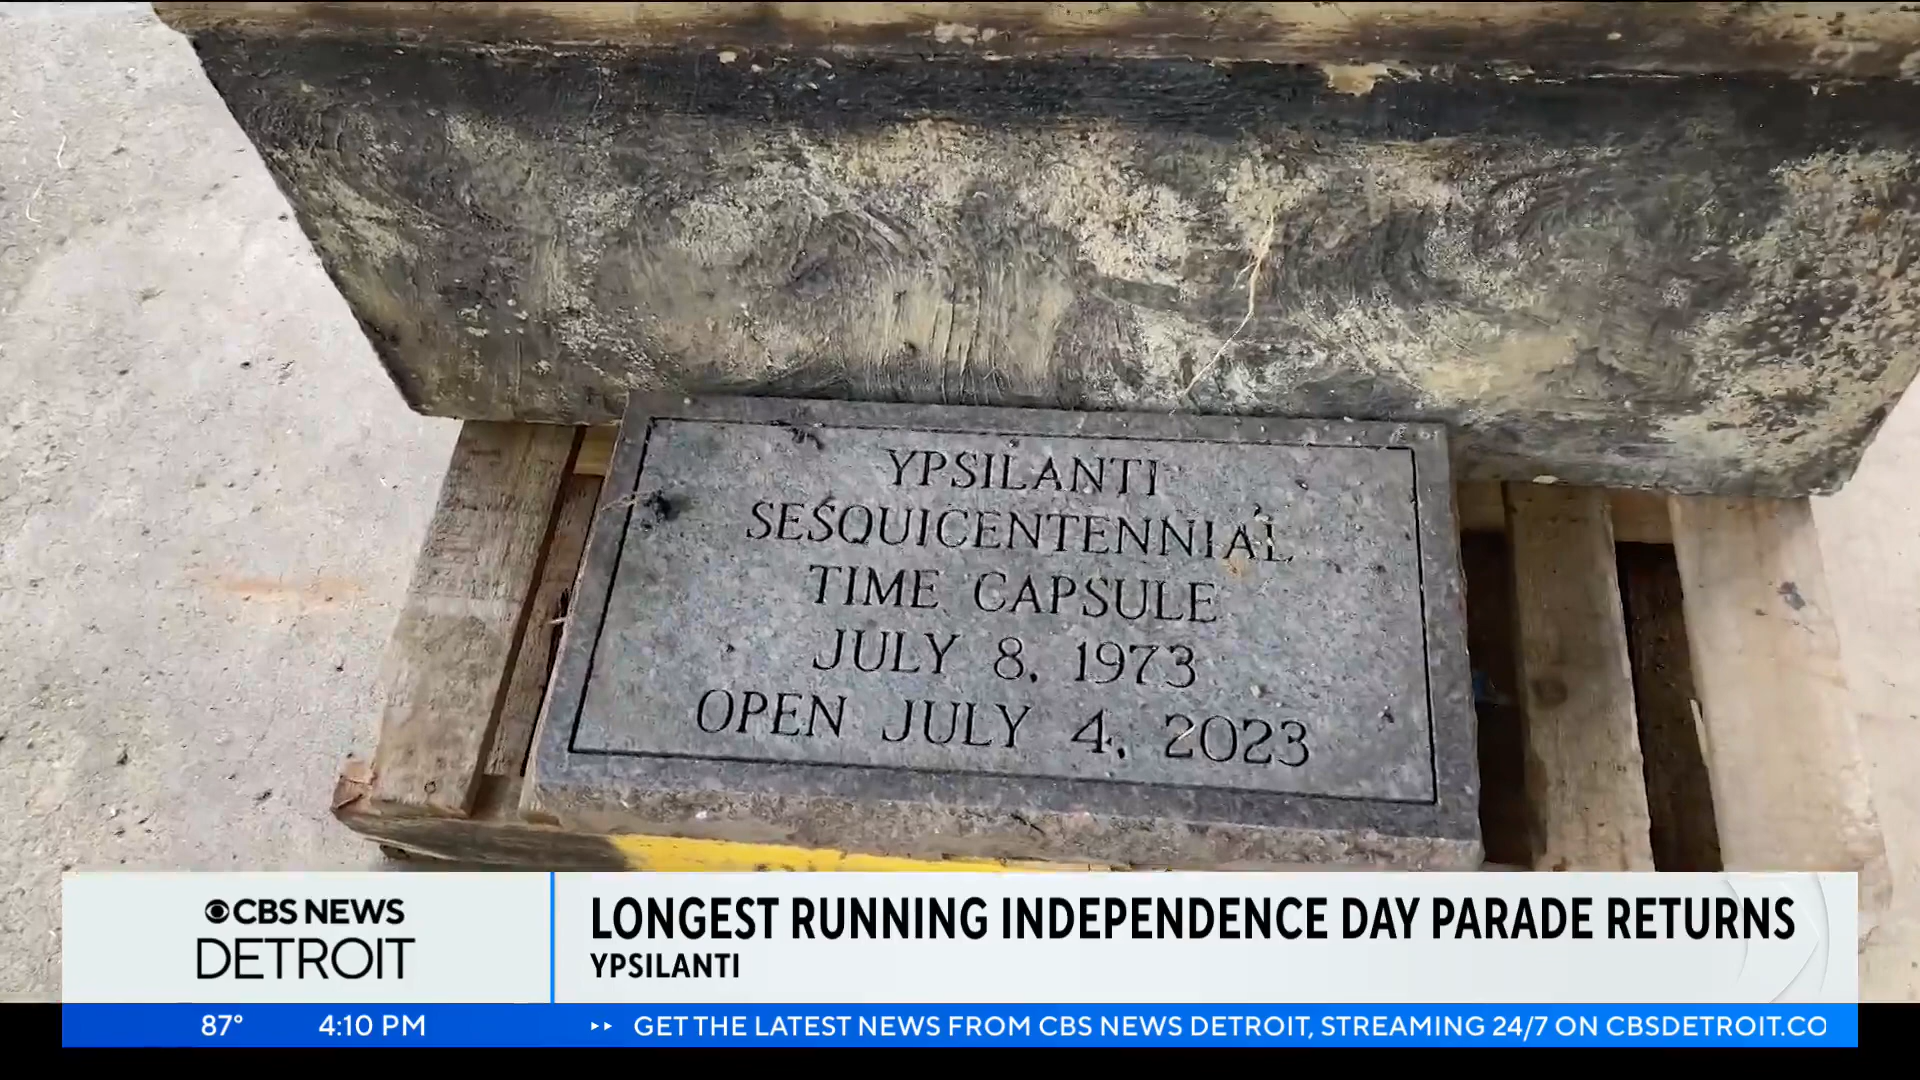 YPSILANTI
SESQUICENTENNIAL
TIME CAPSULE
JULY 8, 1973
OPEN JULY 4, 2023
CBS NEWS
DETROIT
LONGEST RUNNING INDEPENDENCE DAY PARADE RETURNS
YPSILANTI
87° 4:10 PM
GET THE LATEST NEWS FROM CBS NEWS DETROIT, STREAMING 24/7 ON CBSDETROIT.CO